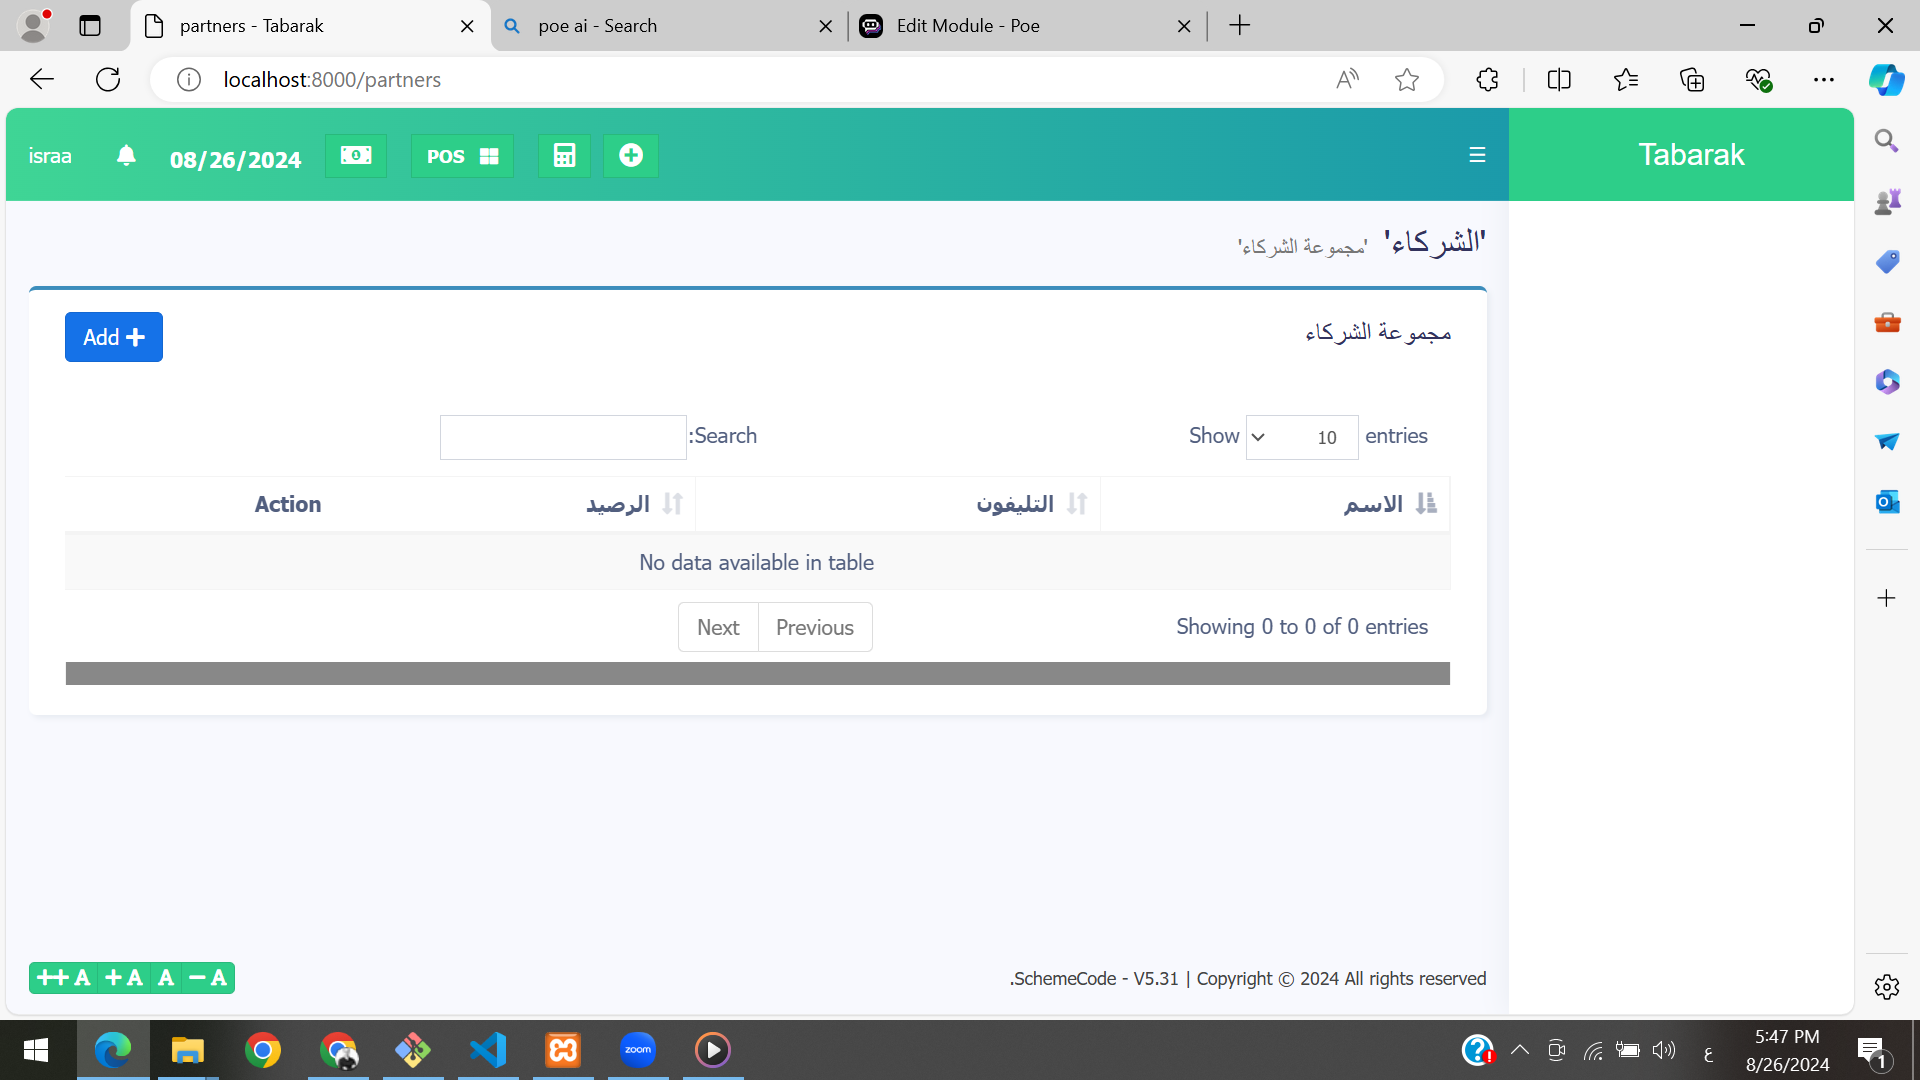 partners - Tabarak
poe ai - Search
Edit Module - Poe
localhost:8000/partners
israa
08/26/2024
POS
Tabarak
'الشركاء' 'مجموعة الشركاء'
Add
مجموعة الشركاء
:Search
Show 10 entries
الاسم
التليفون
الرصيد
Action
No data available in table
Next
Previous
Showing 0 to 0 of 0 entries
++ A
+ A
A
- A
.SchemeCode - V5.31 | Copyright © 2024 All rights reserved
zoom
ع
5:47 PM
8/26/2024
1